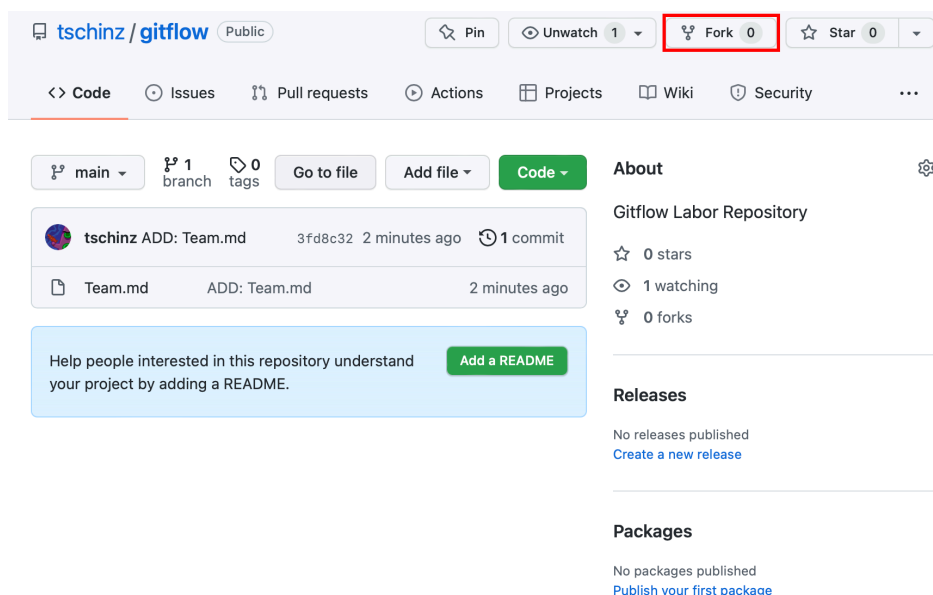 tschinz / gitflow Public Pin Unwatch 1 Fork 0 Star 0
<> Code Issues Pull requests Actions Projects Wiki Security ...
main 1 branch 0 tags Go to file Add file Code
tschinz ADD: Team.md 3fd8c32 2 minutes ago 1 commit
Team.md ADD: Team.md 2 minutes ago
Help people interested in this repository understand
your project by adding a README.
Add a README
About
Gitflow Labor Repository
0 stars
1 watching
0 forks
Releases
No releases published
Create a new release
Packages
No packages published
Publish your first package